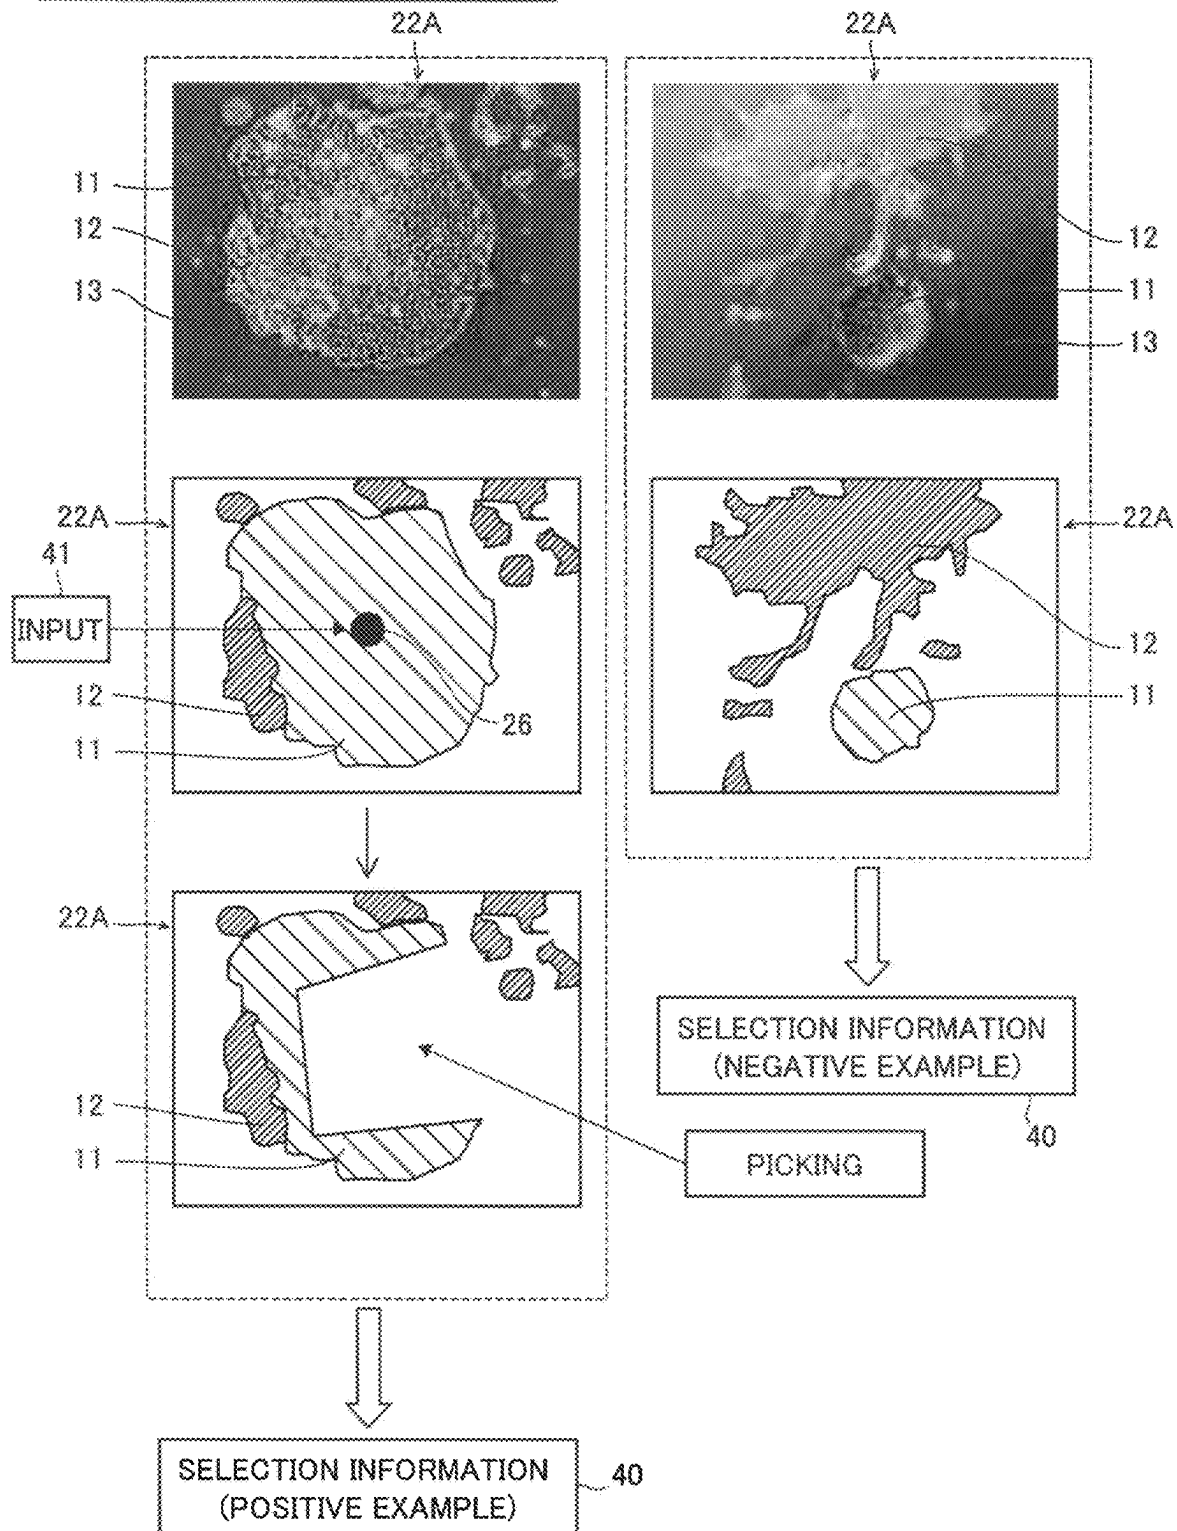 22A
22A
11
12
13
12
11
13
22A
41
INPUT
12
11
26
22A
12
11
22A
12
11
PICKING
SELECTION INFORMATION
(NEGATIVE EXAMPLE)
40
SELECTION INFORMATION
(POSITIVE EXAMPLE)
40